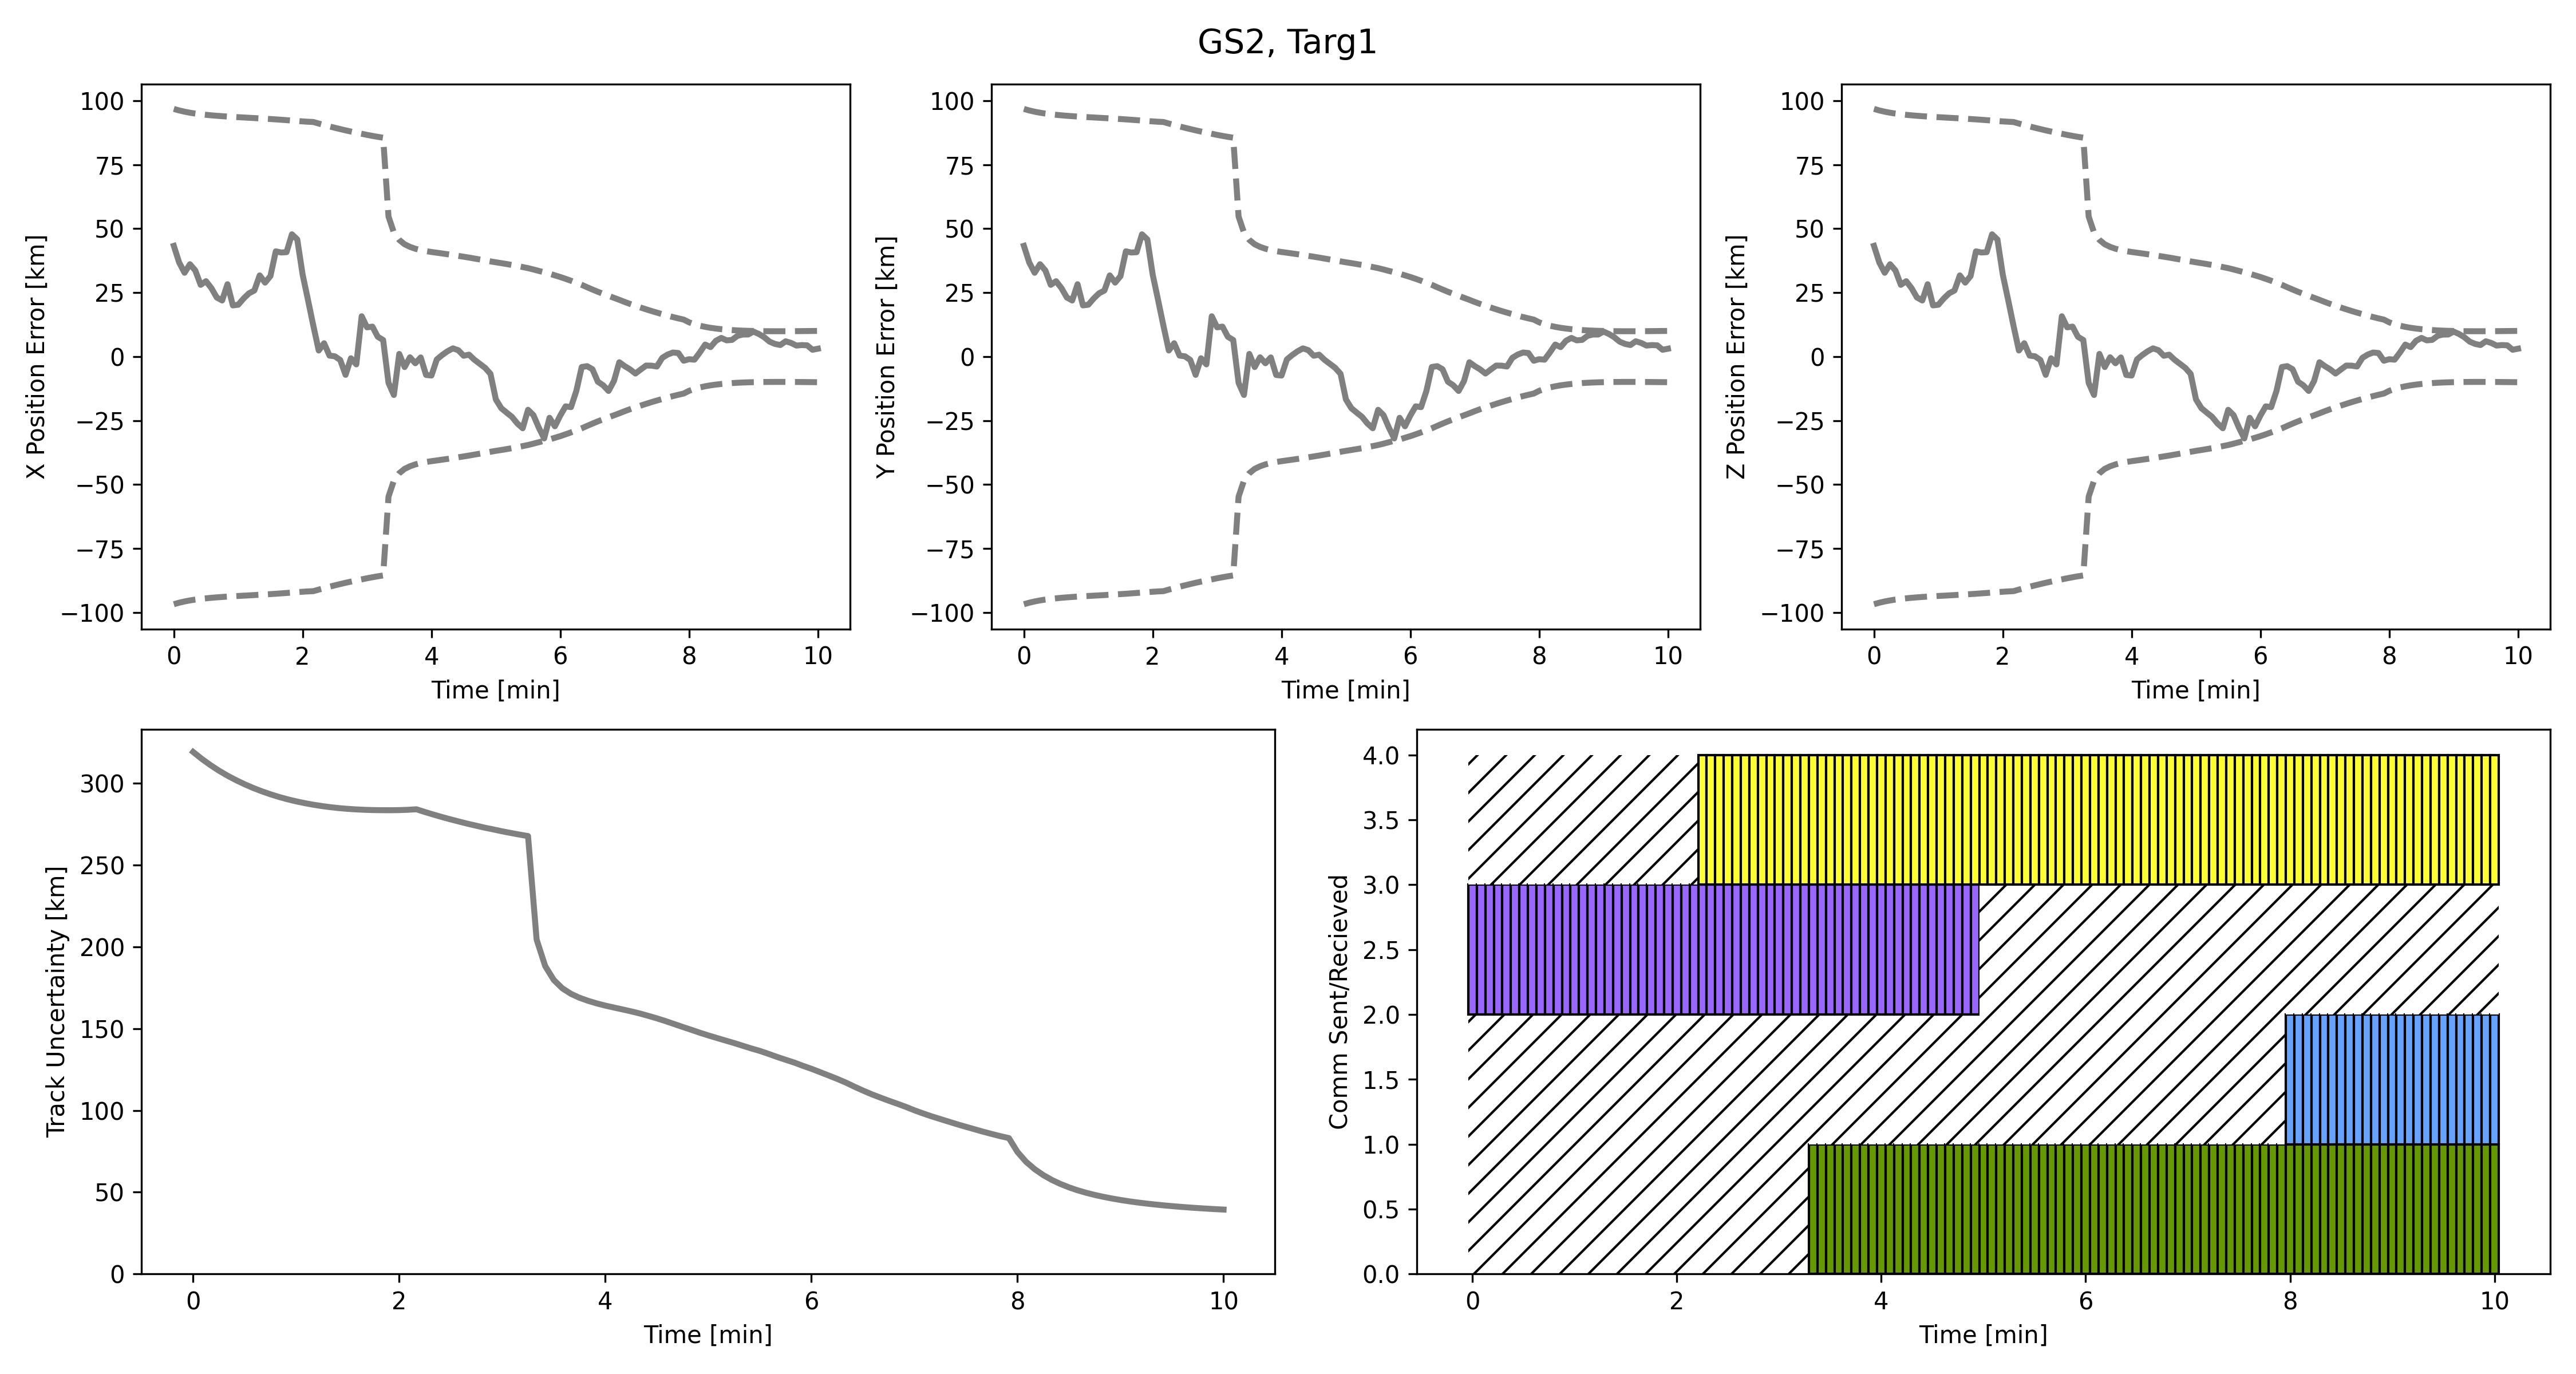 GS2, Targ1
X Position Error [km]
100
75
50
25
0
−25
−50
−75
−100
0 2 4 6 8 10
Time [min]
Y Position Error [km]
100
75
50
25
0
−25
−50
−75
−100
0 2 4 6 8 10
Time [min]
Z Position Error [km]
100
75
50
25
0
−25
−50
−75
−100
0 2 4 6 8 10
Time [min]
Track Uncertainty [km]
300
250
200
150
100
50
0
0 2 4 6 8 10
Time [min]
Comm Sent/Recieved
4.0
3.5
3.0
2.5
2.0
1.5
1.0
0.5
0.0
0 2 4 6 8 10
Time [min]